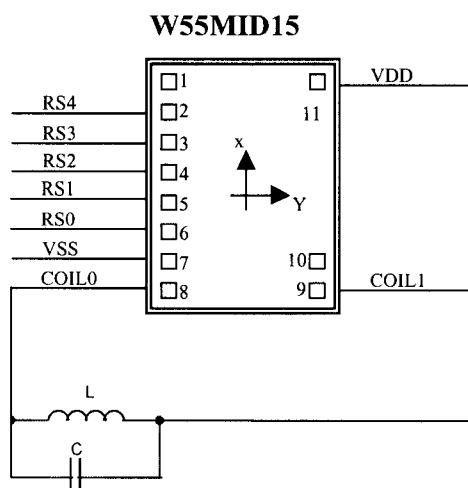 W55MID15
1 VDD
RS4 2 11
RS3 3 x
RS2 4
RS1 5 Y
RS0 6
VSS 7 10
COIL0 8 9 COIL1
L
C